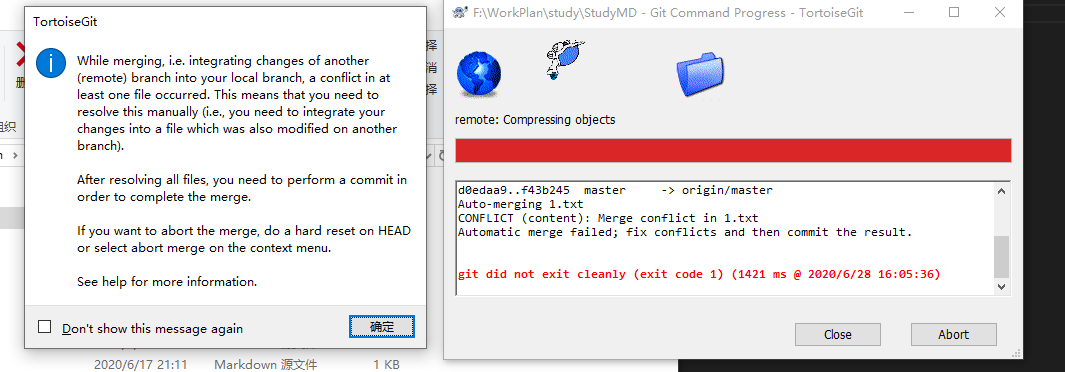 TortoiseGit
While merging, i.e. integrating changes of another
(remote) branch into your local branch, a conflict in at
least one file occurred. This means that you need to
resolve this manually (i.e., you need to integrate your
changes into a file which was also modified on another
branch).
After resolving all files, you need to perform a commit in
order to complete the merge.
If you want to abort the merge, do a hard reset on HEAD
or select abort merge on the context menu.
See help for more information.
Don't show this message again
确定
择
消
择
组织
2020/6/17 21:11 Markdown 源文件 1 KB
F:\WorkPlan\study\StudyMD - Git Command Progress - TortoiseGit
remote: Compressing objects
d0edaa9..f43b245 master -> origin/master
Auto-merging 1.txt
CONFLICT (content): Merge conflict in 1.txt
Automatic merge failed; fix conflicts and then commit the result.
git did not exit cleanly (exit code 1) (1421 ms @ 2020/6/28 16:05:36)
Close
Abort